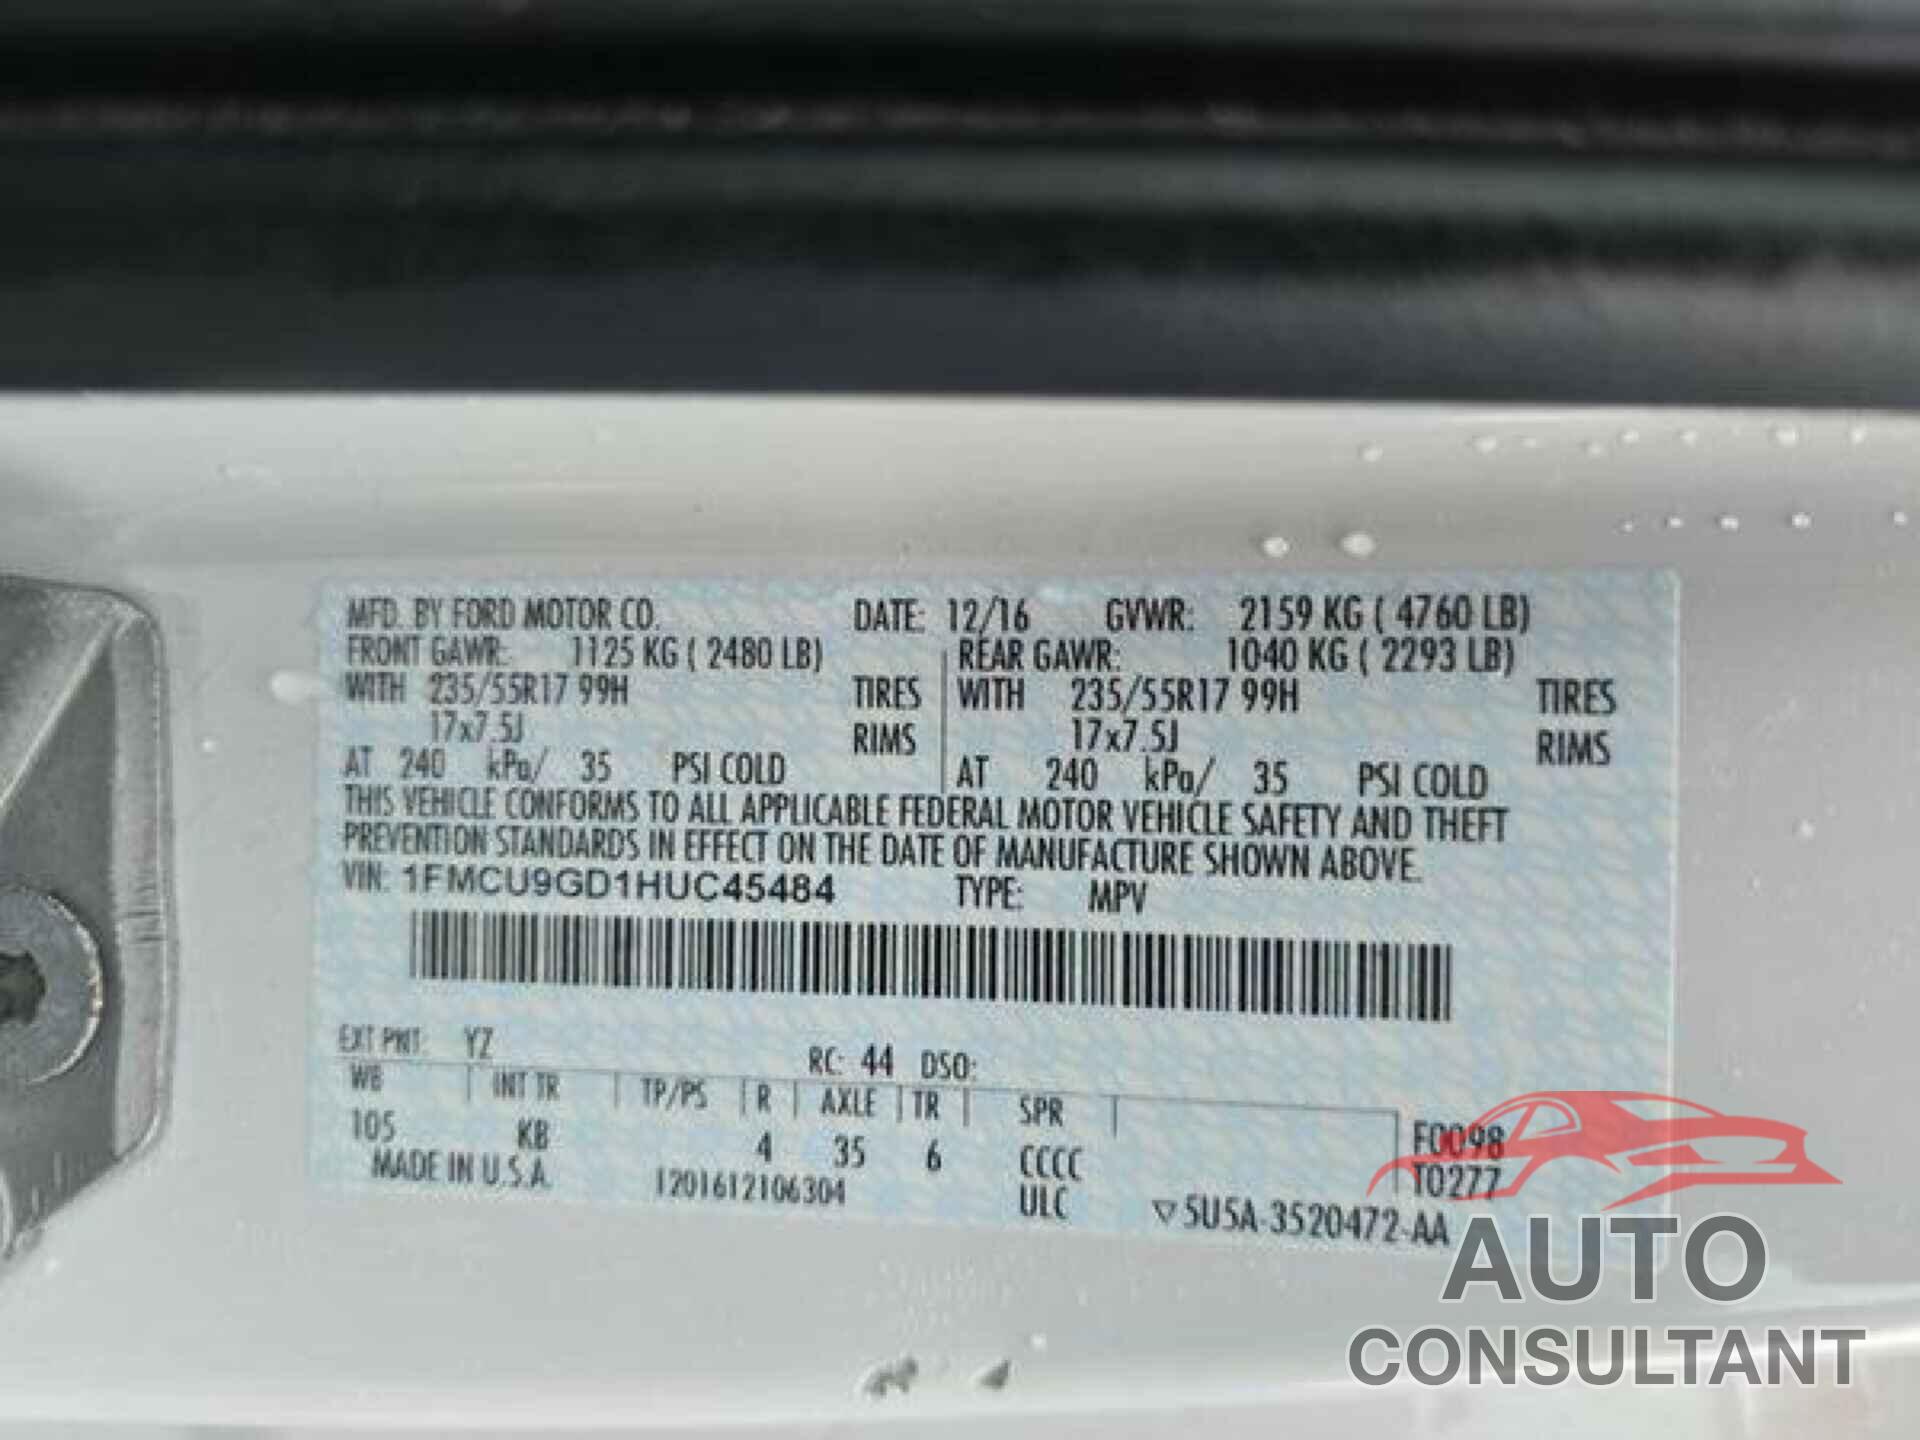 MFD. BY FORD MOTOR CO. DATE: 12/16 GVWR: 2159 KG ( 4760 LB)
FRONT GAWR: 1125 KG ( 2480 LB) REAR GAWR: 1040 KG ( 2293 LB)
WITH 235/55R17 99H TIRES WITH 235/55R17 99H TIRES
17x7.5J RIMS 17x7.5J RIMS
AT 240 kPa/ 35 PSI COLD AT 240 kPa/ 35 PSI COLD
THIS VEHICLE CONFORMS TO ALL APPLICABLE FEDERAL MOTOR VEHICLE SAFETY AND THEFT
PREVENTION STANDARDS IN EFFECT ON THE DATE OF MANUFACTURE SHOWN ABOVE.
VIN: 1FMCU9GD1HUC45484 TYPE: MPV
EXT PNT: YZ RC: 44 DSO:
WB INT TR TP/PS R AXLE TR SPR
105 KB 4 35 6 CCCC F0098
MADE IN U.S.A. 1201612106304 ULC T0277
▽5U5A-3520472-AA
AUTO
CONSULTANT